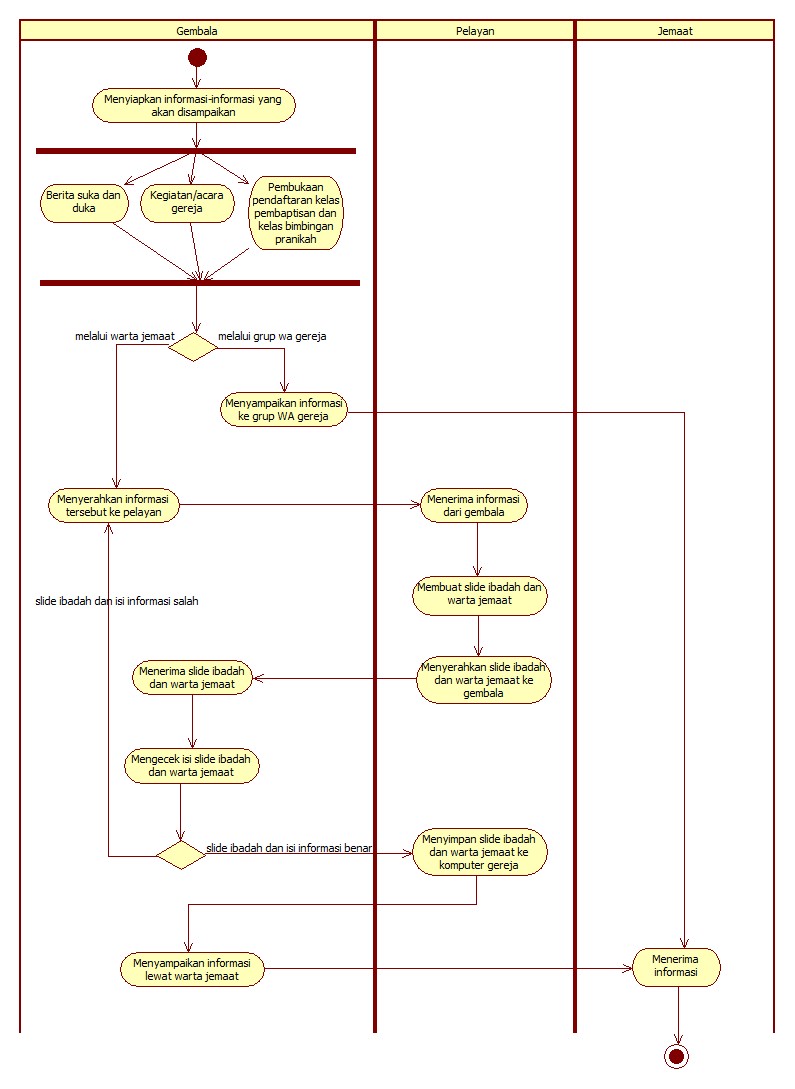 Gembala
Pelayan
Jemaat
Menyiapkan informasi-informasi yang
akan disampaikan
Berita suka dan
duka
Kegiatan/acara
gereja
Pembukaan
pendaftaran kelas
pembaptisan dan
kelas bimbingan
pranikah
melalui warta jemaat
melalui grup wa gereja
Menyampaikan informasi
ke grup WA gereja
Menyerahkan informasi
tersebut ke pelayan
Menerima informasi
dari gembala
Membuat slide ibadah dan
warta jemaat
slide ibadah dan isi informasi salah
Menyerahkan slide ibadah
dan warta jemaat ke
gembala
Menerima slide ibadah
dan warta jemaat
Mengecek isi slide ibadah
dan warta jemaat
slide ibadah dan isi informasi benar
Menyimpan slide ibadah
dan warta jemaat ke
komputer gereja
Menyampaikan informasi
lewat warta jemaat
Menerima
informasi